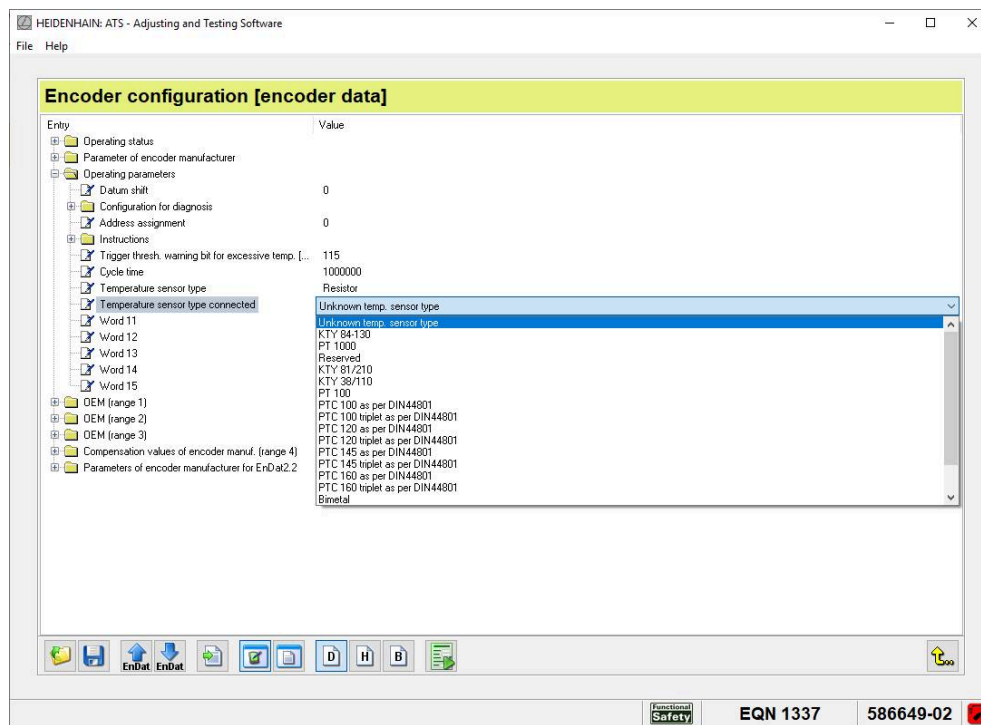 HEIDENHAIN: ATS - Adjusting and Testing Software
File Help
Encoder configuration [encoder data]
Entry Value
Operating status
Parameter of encoder manufacturer
Operating parameters
Datum shift 0
Configuration for diagnosis
Address assignment 0
Instructions
Trigger thresh. warning bit for excessive temp. [... 115
Cycle time 1000000
Temperature sensor type Resistor
Temperature sensor type connected Unknown temp. sensor type
Word 11
Word 12
Word 13
Word 14
Word 15
OEM (range 1)
OEM (range 2)
OEM (range 3)
Compensation values of encoder manuf. (range 4)
Parameters of encoder manufacturer for EnDat2.2
Unknown temp. sensor type
KTY 84-130
PT 1000
Reserved
KTY 81/210
KTY 38/110
PT 100
PTC 100 as per DIN44801
PTC 100 triplet as per DIN44801
PTC 120 as per DIN44801
PTC 120 triplet as per DIN44801
PTC 145 as per DIN44801
PTC 145 triplet as per DIN44801
PTC 160 as per DIN44801
PTC 160 triplet as per DIN44801
Bimetal
EnDat EnDat D H B
Functional Safety EQN 1337 586649-02